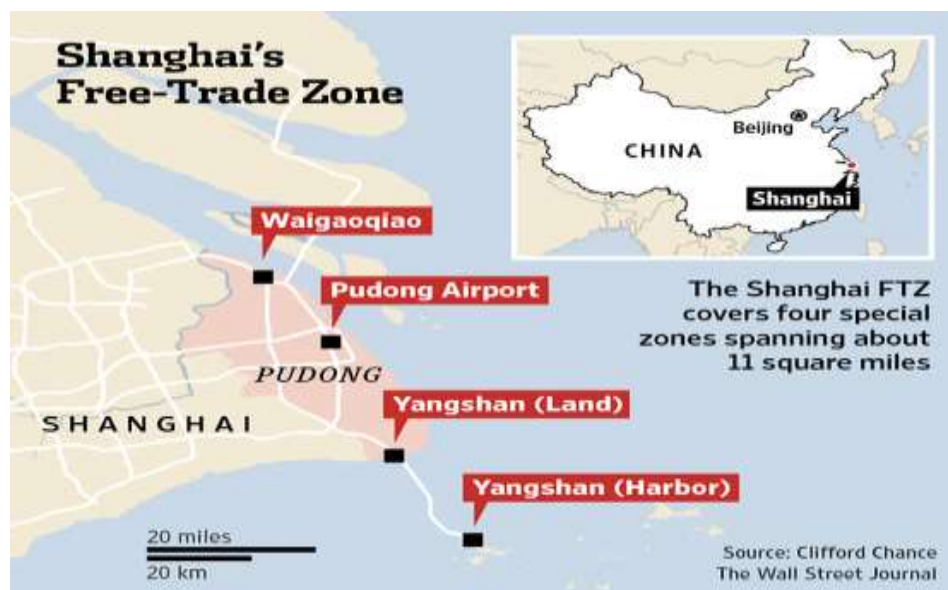 Shanghai's
Free-Trade Zone
Beijing
CHINA
Shanghai
Waigaoqiao
Pudong Airport
The Shanghai FTZ
covers four special
zones spanning about
11 square miles
PUDONG
Yangshan (Land)
SHANGHAI
Yangshan (Harbor)
20 miles
20 km
Source: Clifford Chance
The Wall Street Journal